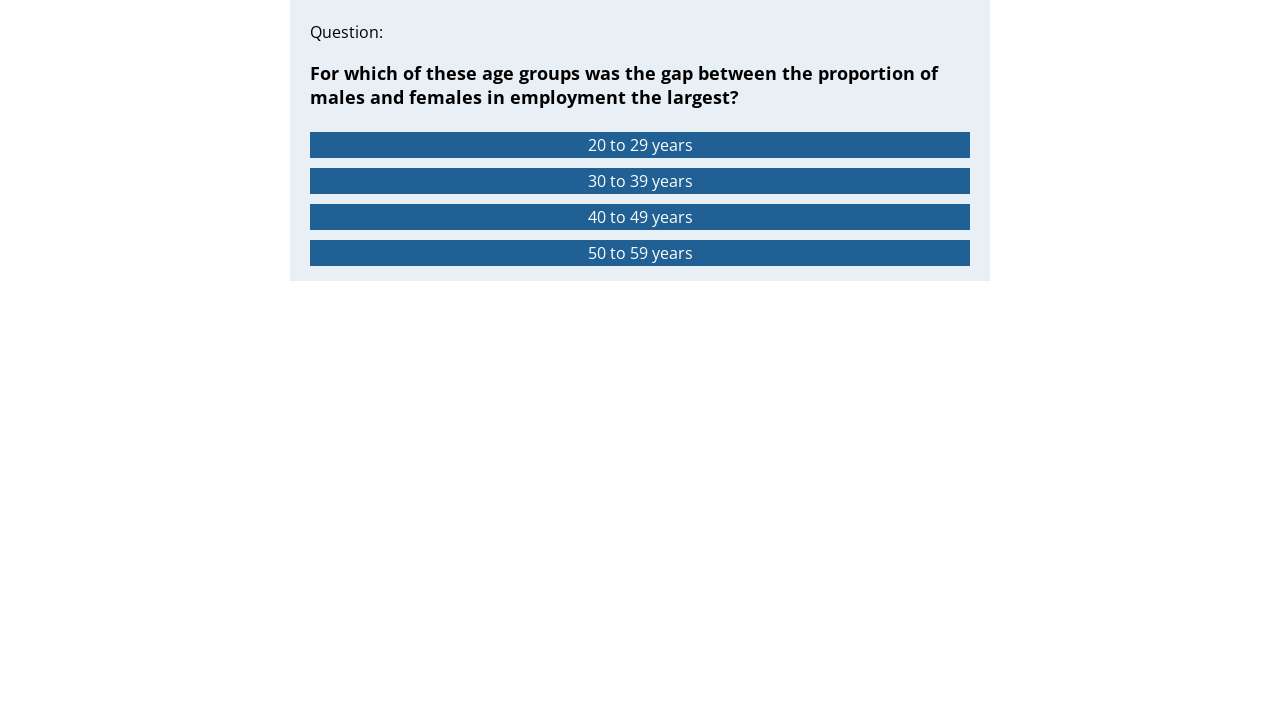 Question:
For which of these age groups was the gap between the proportion of
males and females in employment the largest?
20 to 29 years
30 to 39 years
40 to 49 years
50 to 59 years